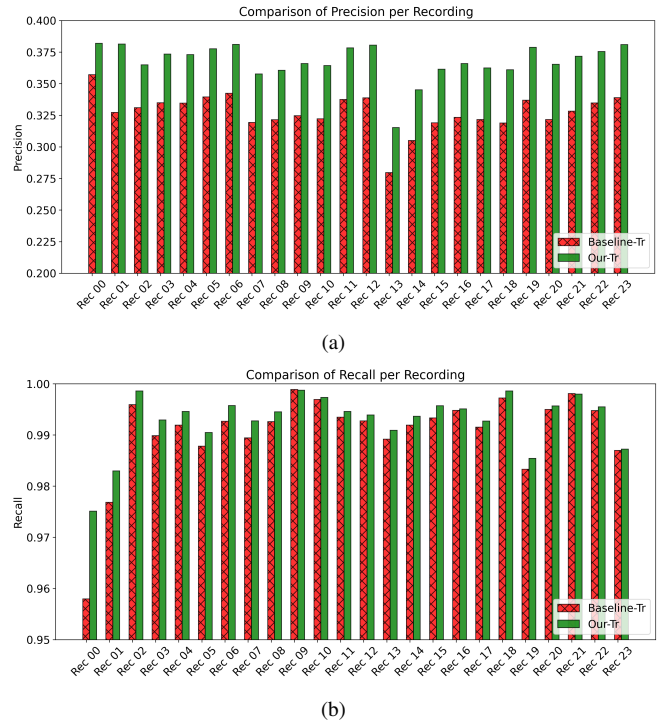 Comparison of Precision per Recording
0.400
0.375
0.350
0.325
0.300
0.275
0.250
0.225
0.200
Precision
Baseline-Tr
Our-Tr
Rec 00 Rec 01 Rec 02 Rec 03 Rec 04 Rec 05 Rec 06 Rec 07 Rec 08 Rec 09 Rec 10 Rec 11 Rec 12 Rec 13 Rec 14 Rec 15 Rec 16 Rec 17 Rec 18 Rec 19 Rec 20 Rec 21 Rec 22 Rec 23
(a)
Comparison of Recall per Recording
1.00
0.99
0.98
0.97
0.96
0.95
Recall
Baseline-Tr
Our-Tr
Rec 00 Rec 01 Rec 02 Rec 03 Rec 04 Rec 05 Rec 06 Rec 07 Rec 08 Rec 09 Rec 10 Rec 11 Rec 12 Rec 13 Rec 14 Rec 15 Rec 16 Rec 17 Rec 18 Rec 19 Rec 20 Rec 21 Rec 22 Rec 23
(b)